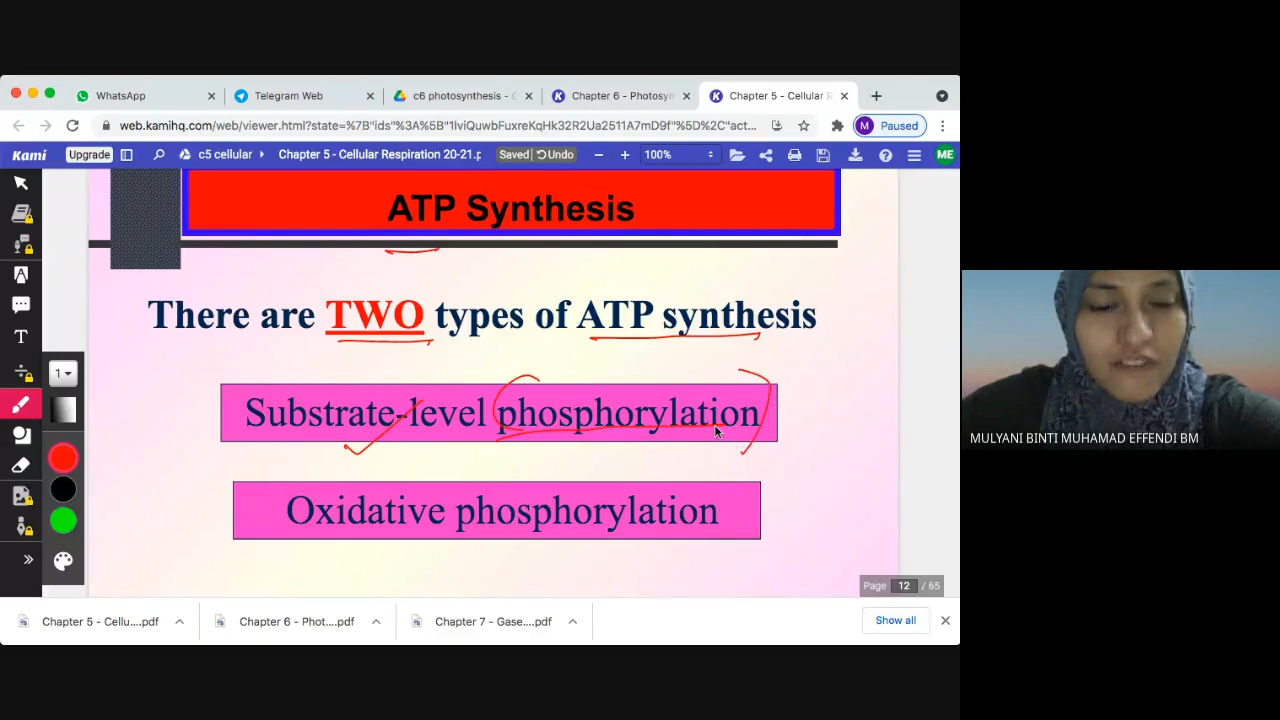 WhatsApp
Telegram Web
c6 photosynthesis -
Chapter 6 - Photosyn
Chapter 5 - Cellular R
web.kamihq.com/web/viewer.html?state=%7B"ids"%3A%5B"1lviQuwbFuxreKqHk32R2Ua2511A7mD9f"%5D%2C"act...
M Paused
Kami
Upgrade
c5 cellular
Chapter 5 - Cellular Respiration 20-21.p
Saved
Undo
100%
ME
ATP Synthesis
There are TWO types of ATP synthesis
Substrate-level phosphorylation
Oxidative phosphorylation
T
1
Page 12 / 65
Chapter 5 - Cellu....pdf
Chapter 6 - Phot....pdf
Chapter 7 - Gase....pdf
Show all
MULYANI BINTI MUHAMAD EFFENDI BM